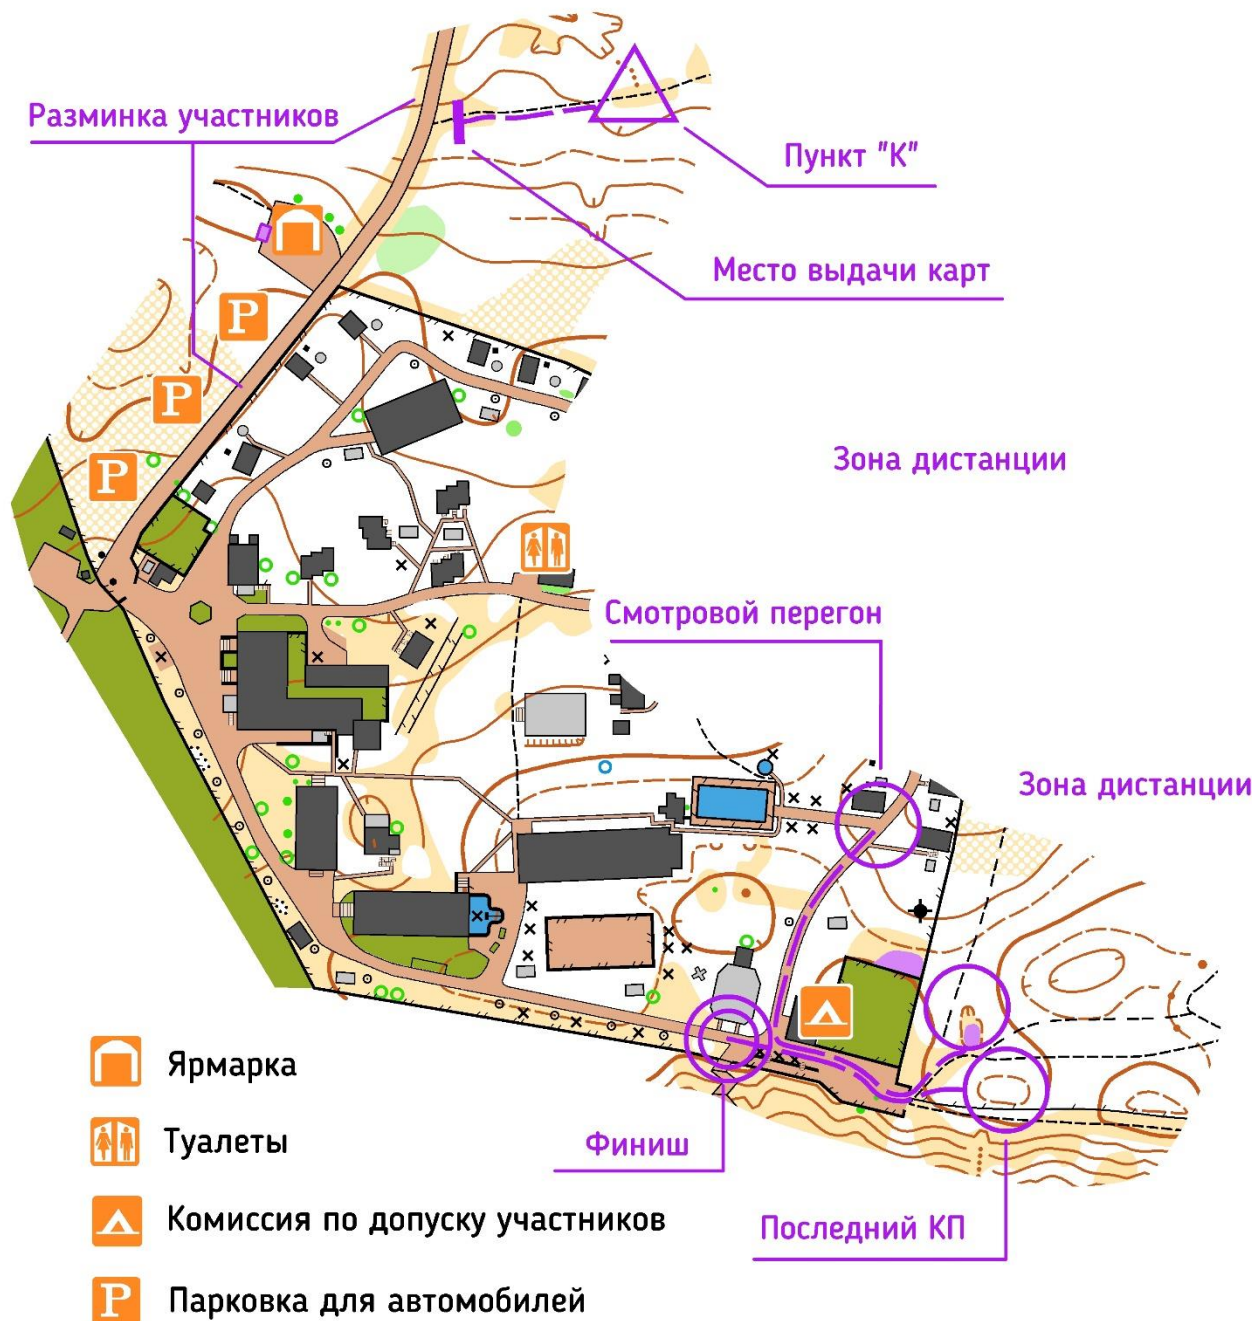 Разминка участников
Пункт "К"
Место выдачи карт
P
P
P
Зона дистанции
Смотровой перегон
Зона дистанции
Финиш
Последний КП
Ярмарка
Туалеты
Комиссия по допуску участников
P Парковка для автомобилей